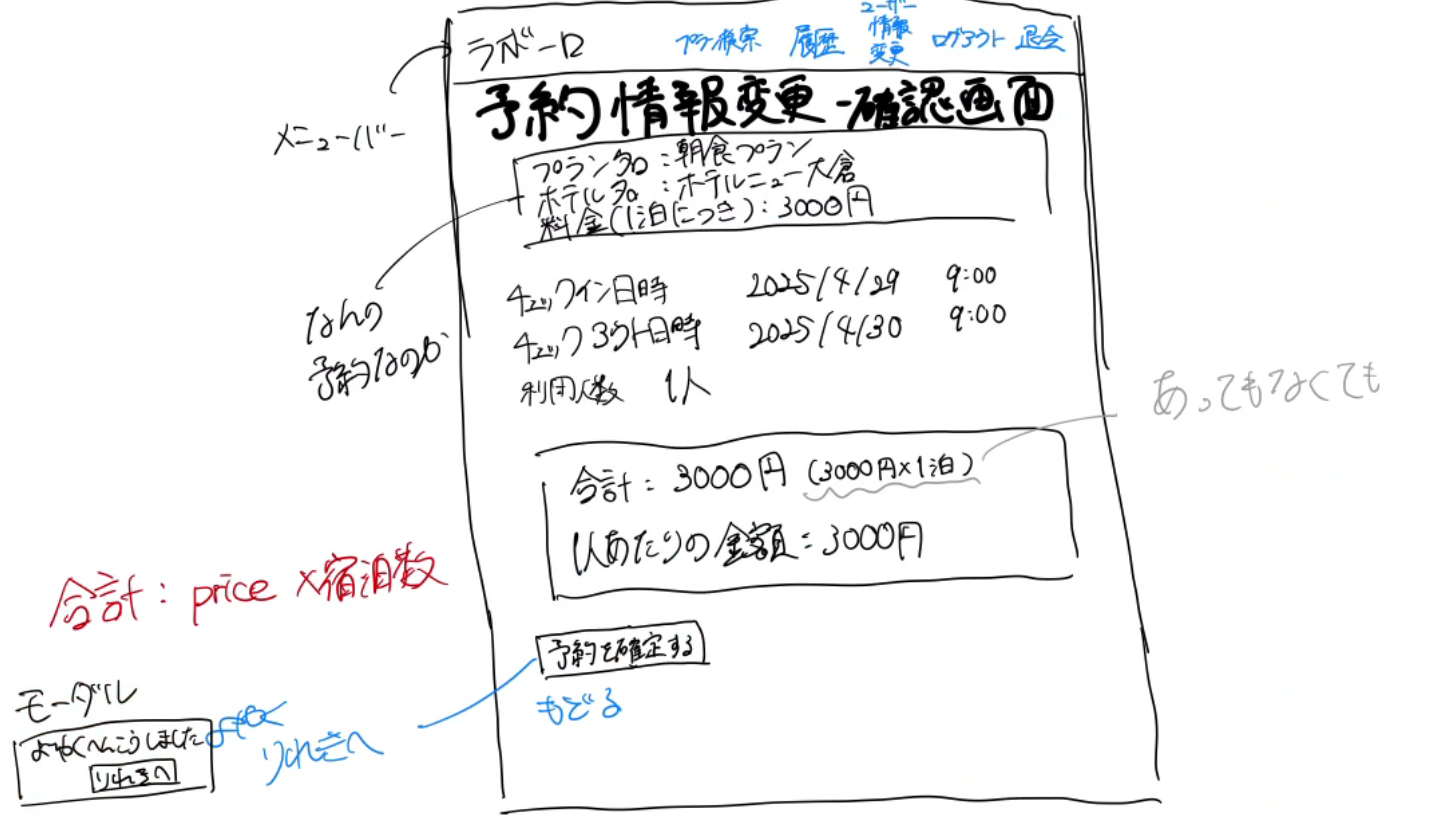 ラボーロ プラン検索 履歴 ユーザー情報変更 ログアウト 退会
メニューバー
予約情報変更-確認画面
プラン名:朝食プラン
ホテル名:ホテルニュー大倉
料金(1泊につき):3000円
なんの
予約なのか
チェックイン日時 2025/4/29 9:00
チェックアウト日時 2025/4/30 9:00
利用人数 1人
あってもなくても
合計:3000円 (3000円×1泊)
1人あたりの金額:3000円
合計:price×宿泊数
予約を確定する
もどる
モーダル
よやくへんこうしました
りれきへ
よやく
りれきへ